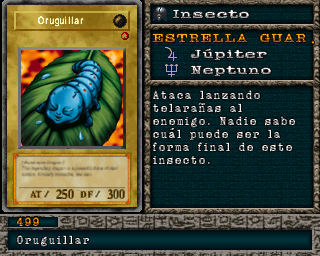 Oruguillar
AT/ 250 DF/ 300
Insecto
ESTRELLA GUAR.
Júpiter
Neptuno
Ataca lanzando
telarañas al
enemigo. Nadie sabe
cuál puede ser la
forma final de este
insecto.
499
Oruguillar